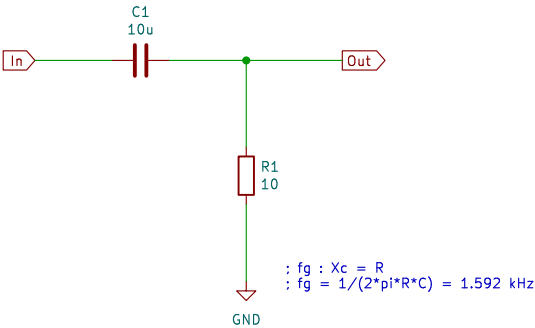 C1
10u
In
Out
R1
10
; fg : Xc = R
; fg = 1/(2*pi*R*C) = 1.592 kHz
GND